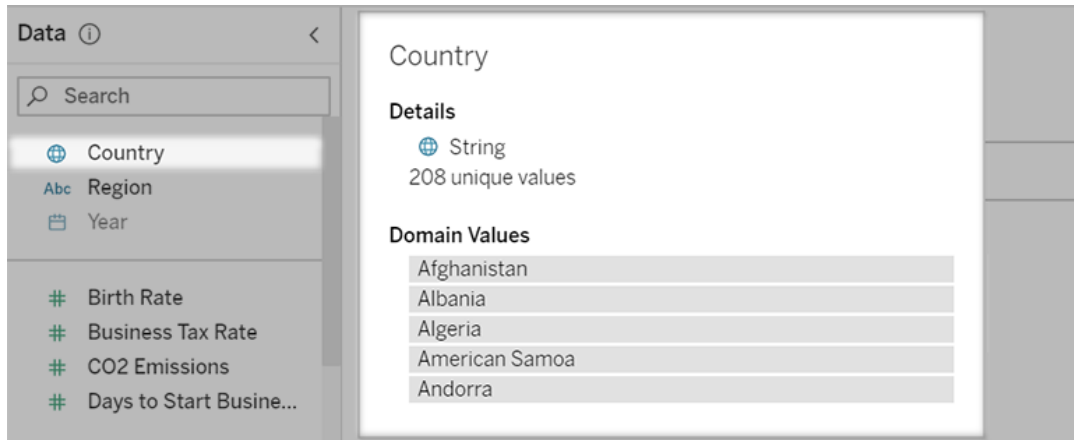 Data
Search
Country
Abc Region
Year
# Birth Rate
# Business Tax Rate
# CO2 Emissions
# Days to Start Busine...
Country
Details
String
208 unique values
Domain Values
Afghanistan
Albania
Algeria
American Samoa
Andorra